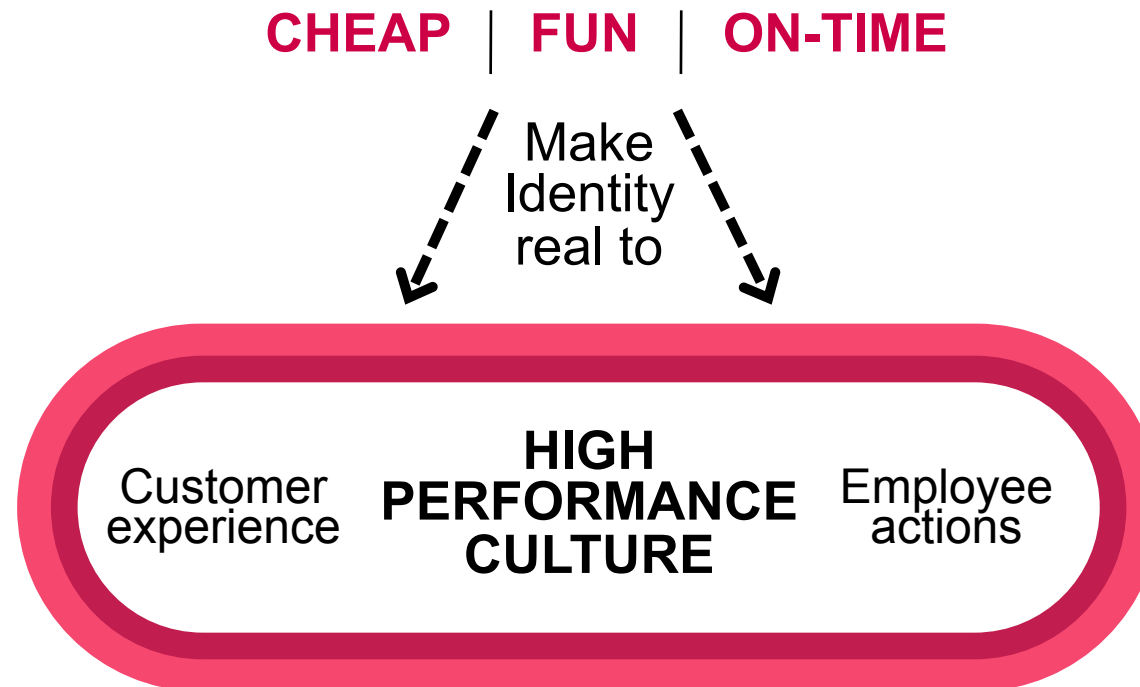 CHEAP | FUN | ON-TIME
Make
Identity
real to
Customer
experience
HIGH
PERFORMANCE
CULTURE
Employee
actions